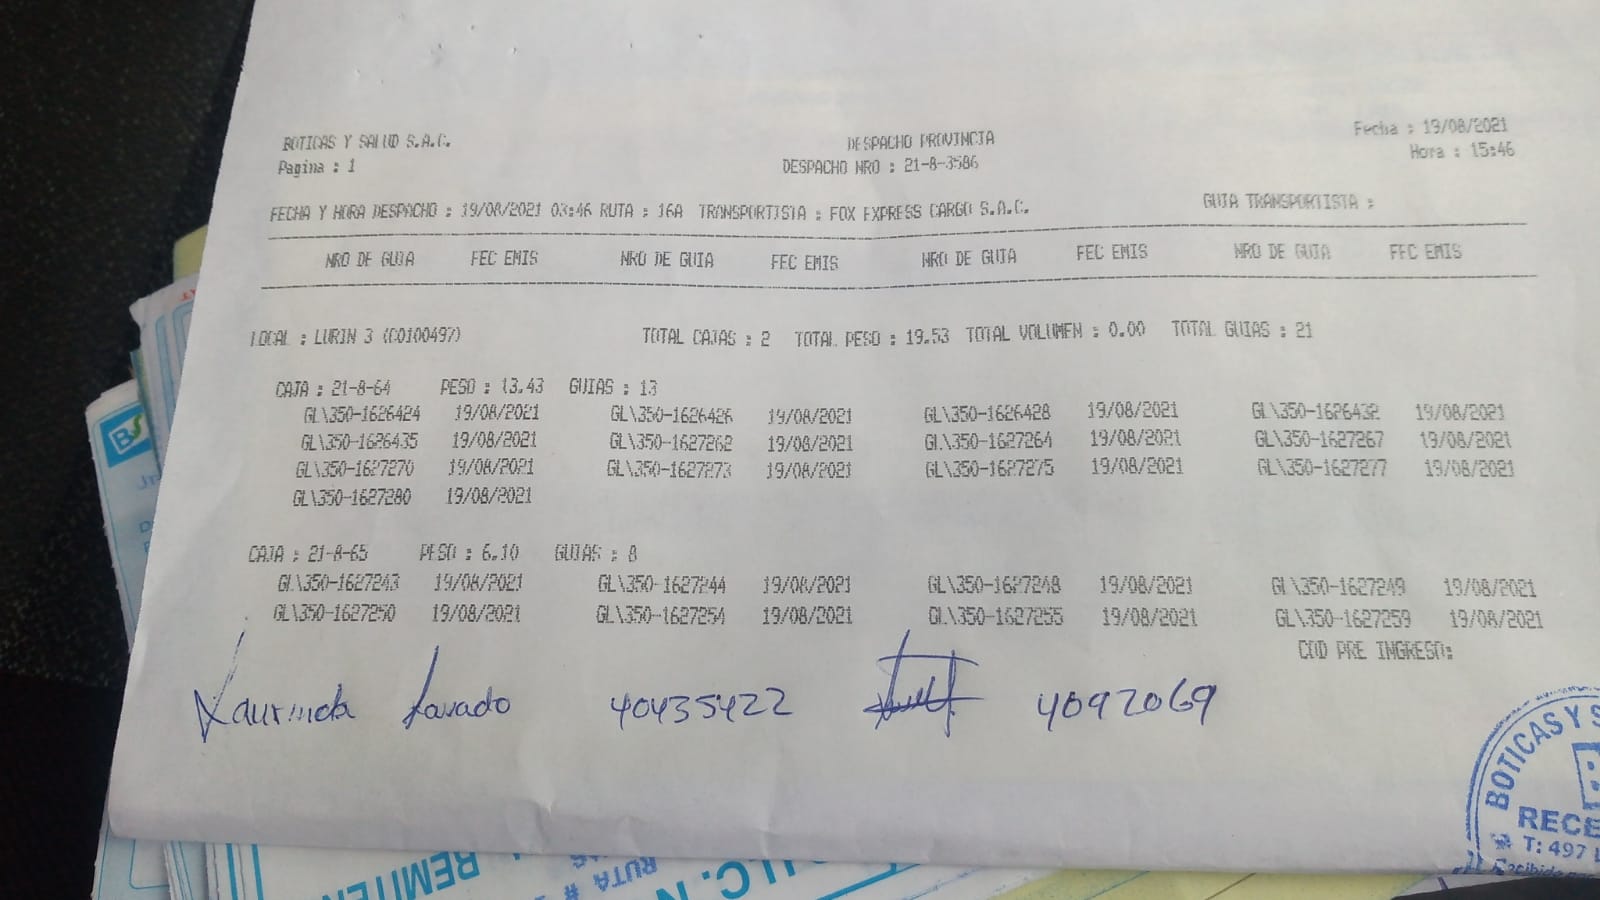 BOTICAS Y SALUD S.A.C. DESPACHO PROVINCIA Fecha : 19/08/2021
Pagina : 1 DESPACHO NRO : 21-8-3586 Hora : 15:46
FECHA Y HORA DESPACHO : 19/08/2021 03:46 RUTA : 16A TRANSPORTISTA : FOX EXPRESS CARGO S.A.C. GUIA TRANSPORTISTA :
NRO DE GUIA FEC EMIS NRO DE GUIA FEC EMIS NRO DE GUIA FEC EMIS NRO DE GUIA FEC EMIS
LOCAL : LURIN 3 (C0100497) TOTAL CAJAS : 2 TOTAL PESO : 19.53 TOTAL VOLUMEN : 0.00 TOTAL GUIAS : 21
CAJA : 21-8-64 PESO : 13.43 GUIAS : 13
GL\350-1626424 19/08/2021 GL\350-1626426 19/08/2021 GL\350-1626428 19/08/2021 GL\350-1626432 19/08/2021
GL\350-1626435 19/08/2021 GL\350-1627262 19/08/2021 GL\350-1627264 19/08/2021 GL\350-1627267 19/08/2021
GL\350-1627270 19/08/2021 GL\350-1627273 19/08/2021 GL\350-1627275 19/08/2021 GL\350-1627277 19/08/2021
GL\350-1627280 19/08/2021
CAJA : 21-8-65 PESO : 6.10 GUIAS : 8
GL\350-1627243 19/08/2021 GL\350-1627244 19/08/2021 GL\350-1627248 19/08/2021 GL\350-1627249 19/08/2021
GL\350-1627250 19/08/2021 GL\350-1627254 19/08/2021 GL\350-1627255 19/08/2021 GL\350-1627259 19/08/2021
COD PRE INGRESO:
Lavado 40435422 4092069
BOTICAS Y S
RECE
T: 497
REMITEN
RUTA #
U.C. N